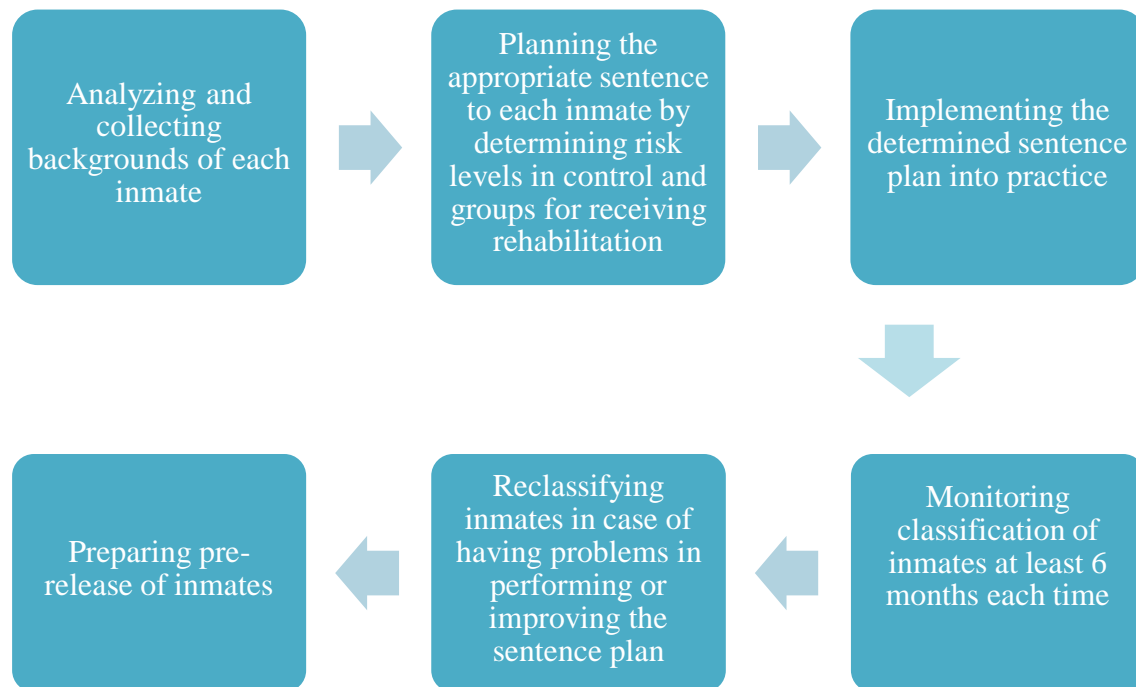 Analyzing and
collecting
backgrounds of each
inmate
Planning the
appropriate sentence
to each inmate by
determining risk
levels in control and
groups for receiving
rehabilitation
Implementing the
determined sentence
plan into practice
Monitoring
classification of
inmates at least 6
months each time
Reclassifying
inmates in case of
having problems in
performing or
improving the
sentence plan
Preparing pre-
release of inmates